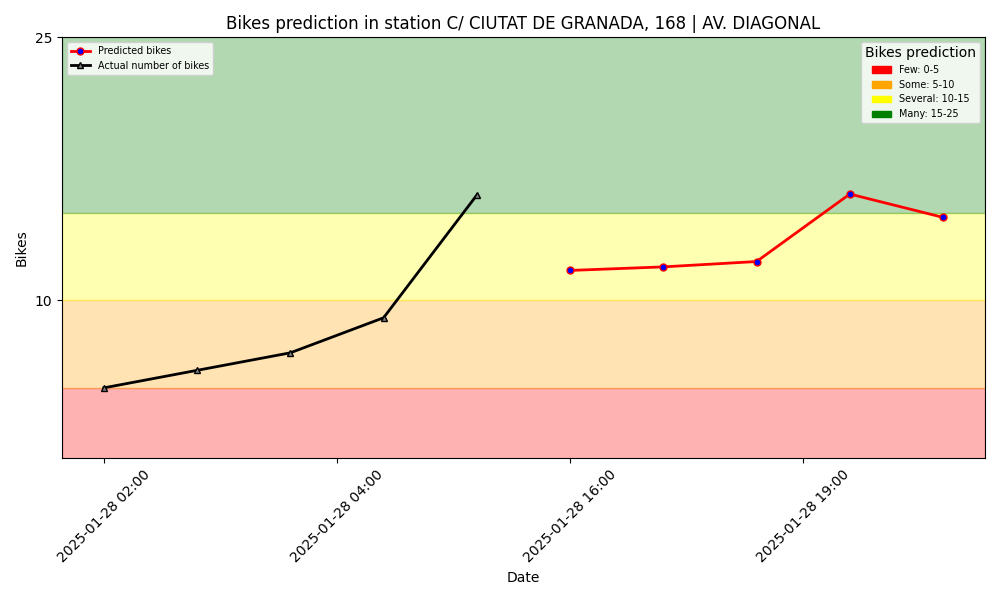 Bikes prediction in station C/ CIUTAT DE GRANADA, 168 | AV. DIAGONAL
Predicted bikes
Actual number of bikes
Bikes prediction
Few: 0-5
Some: 5-10
Several: 10-15
Many: 15-25
25
10
Bikes
2025-01-28 02:00
2025-01-28 04:00
2025-01-28 16:00
2025-01-28 19:00
Date